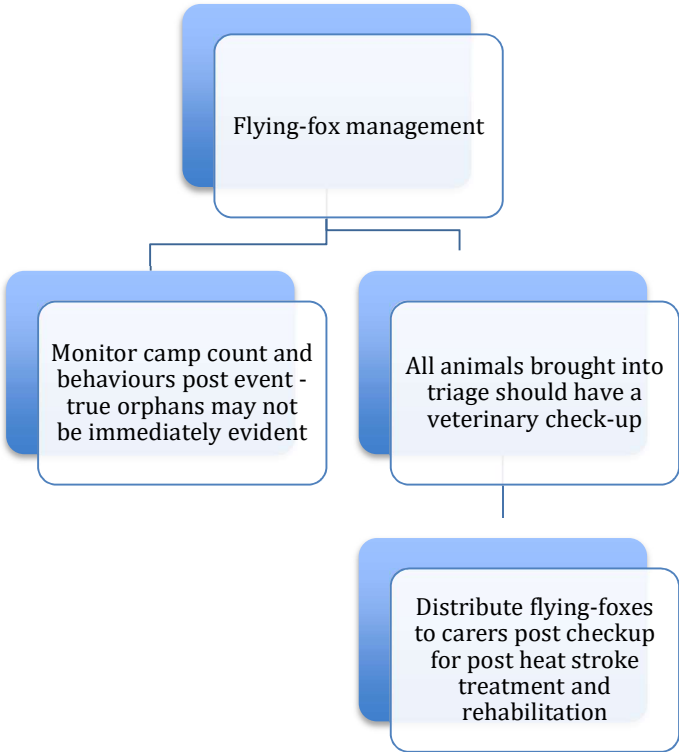 Flying-fox management
Monitor camp count and
behaviours post event -
true orphans may not
be immediately evident
All animals brought into
triage should have a
veterinary check-up
Distribute flying-foxes
to carers post checkup
for post heat stroke
treatment and
rehabilitation